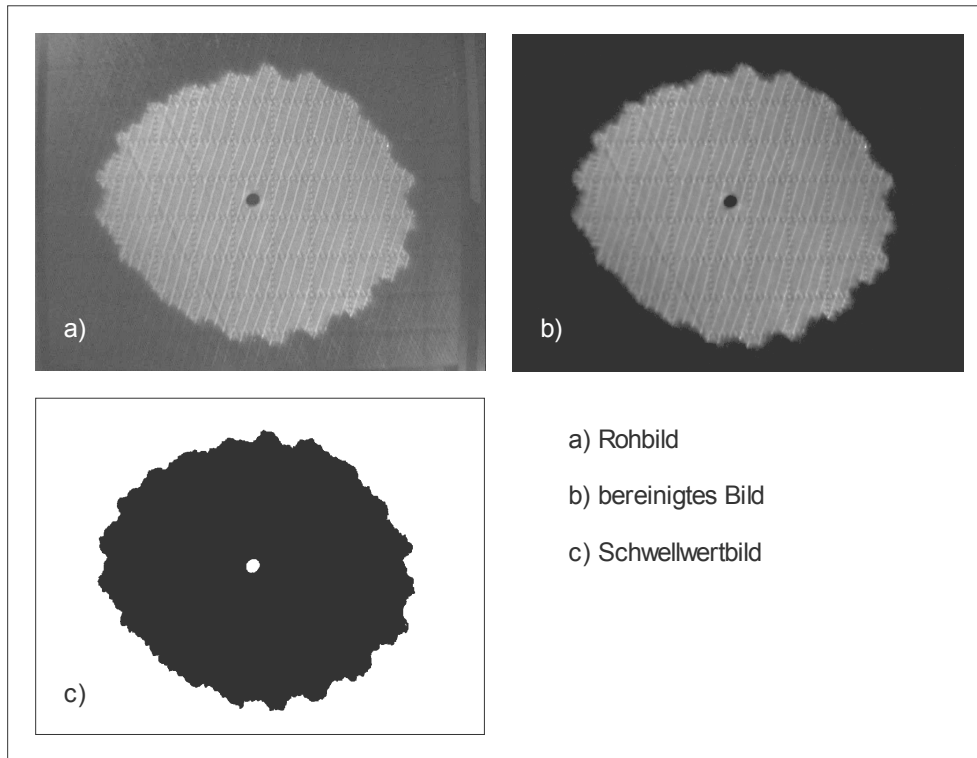 a)
b)
c)
a) Rohbild
b) bereinigtes Bild
c) Schwellwertbild